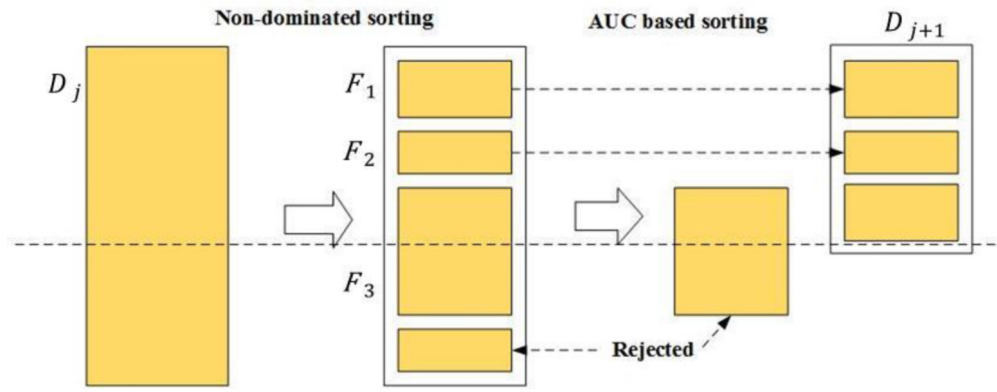 Non-dominated sorting
AUC based sorting
D j+1
D j
F 1
F 2
F 3
Rejected